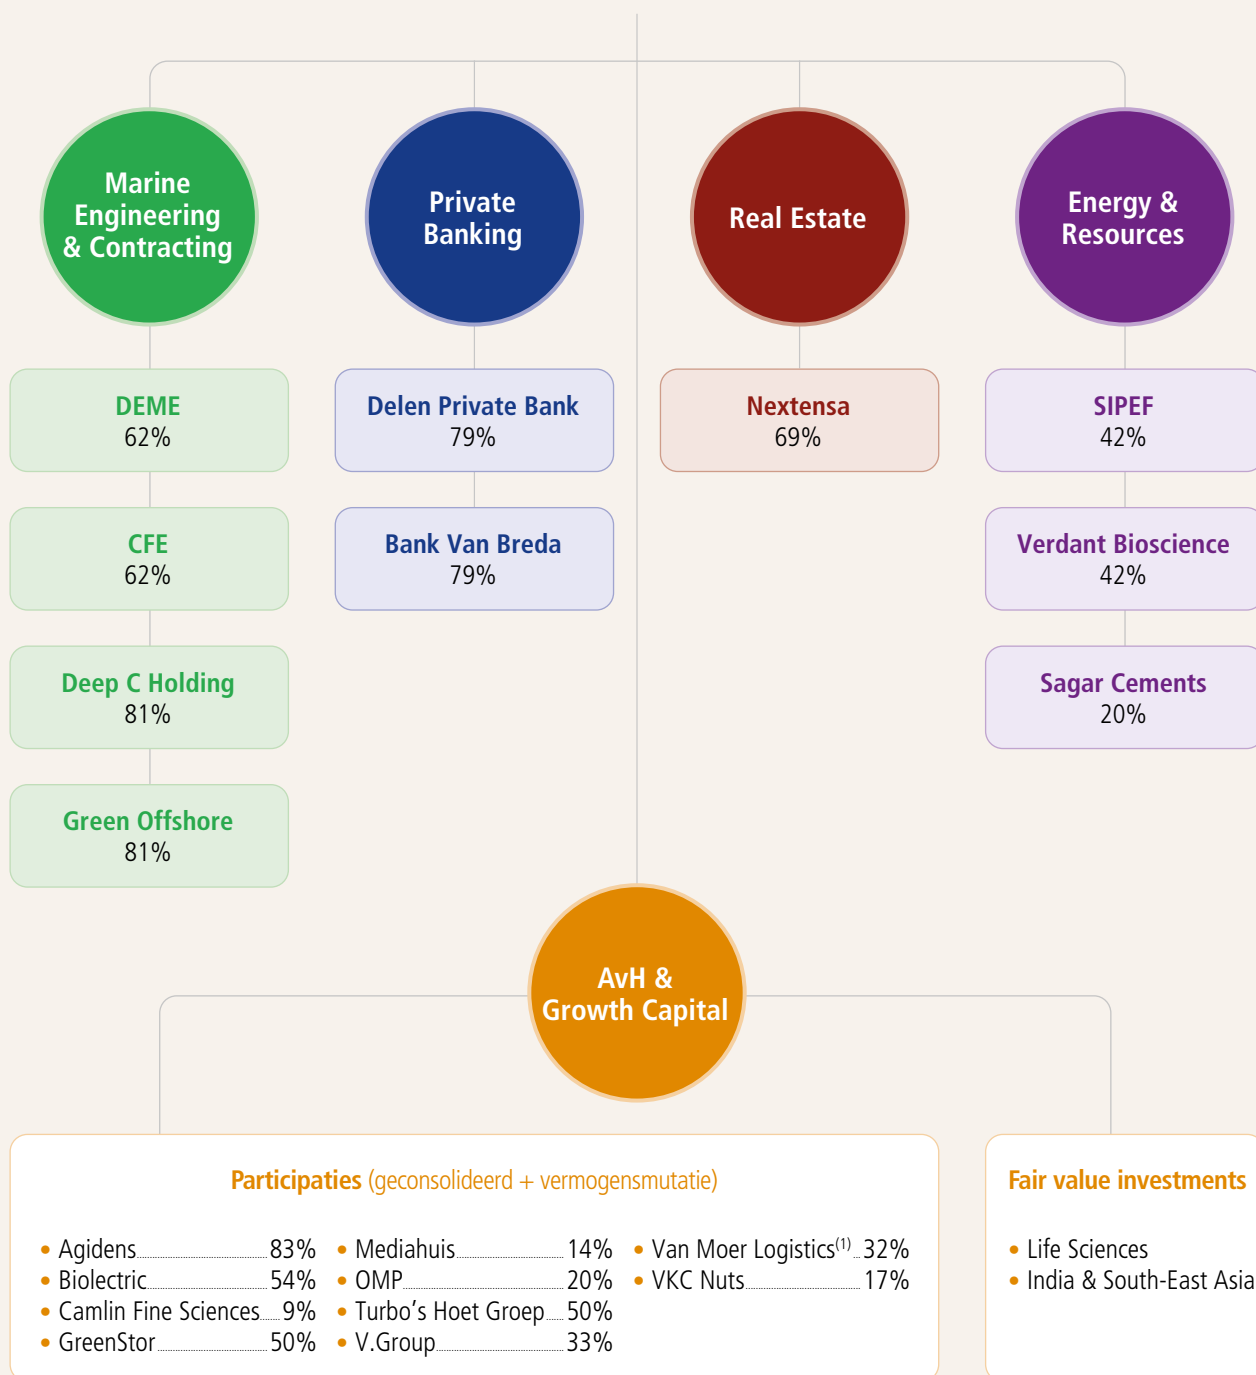 Marine
Engineering
& Contracting
DEME
62%
CFE
62%
Deep C Holding
81%
Green Offshore
81%
Private
Banking
Delen Private Bank
79%
Bank Van Breda
79%
Real Estate
Nextensa
69%
Energy &
Resources
SIPEF
42%
Verdant Bioscience
42%
Sagar Cements
20%
AvH &
Growth Capital
Participaties (geconsolideerd + vermogensmutatie)
• Agidens 83%
• Biolectric 54%
• Camlin Fine Sciences 9%
• GreenStor 50%
• Mediahuis 14%
• OMP 20%
• Turbo’s Hoet Groep 50%
• V.Group 33%
• Van Moer Logistics(1) 32%
• VKC Nuts 17%
Fair value investments
• Life Sciences
• India & South-East Asia